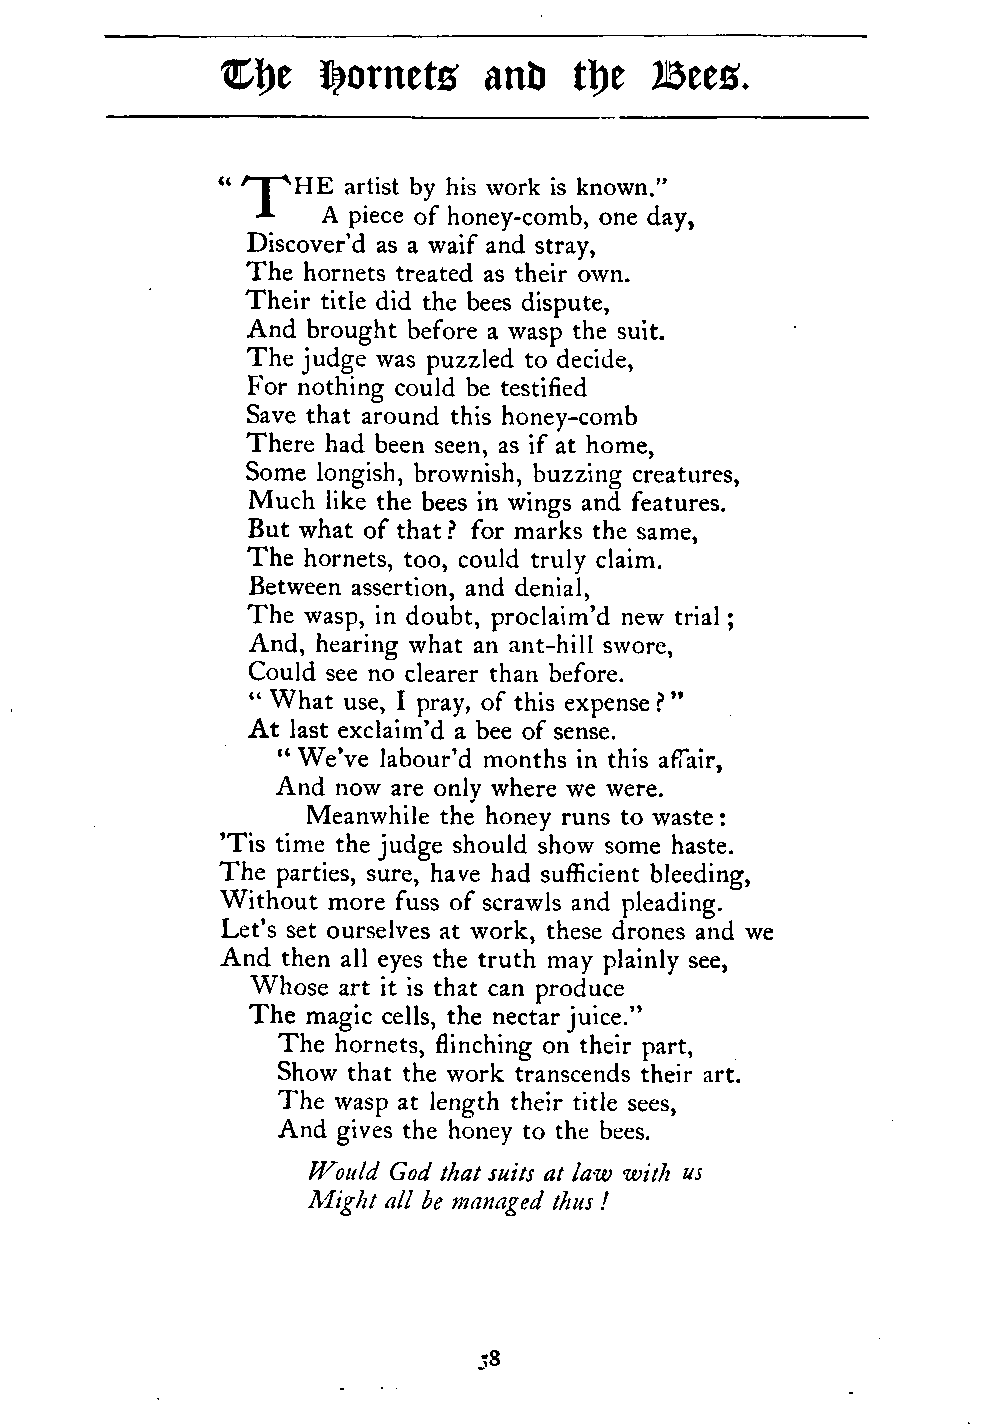 The Hornets and the Bees.
“THE artist by his work is known.”
A piece of honey-comb, one day,
Discover’d as a waif and stray,
The hornets treated as their own.
Their title did the bees dispute,
And brought before a wasp the suit.
The judge was puzzled to decide,
For nothing could be testified
Save that around this honey-comb
There had been seen, as if at home,
Some longish, brownish, buzzing creatures,
Much like the bees in wings and features.
But what of that? for marks the same,
The hornets, too, could truly claim.
Between assertion, and denial,
The wasp, in doubt, proclaim’d new trial;
And, hearing what an ant-hill swore,
Could see no clearer than before.
“What use, I pray, of this expense?”
At last exclaim’d a bee of sense.
“We’ve labour’d months in this affair,
And now are only where we were.
Meanwhile the honey runs to waste:
’Tis time the judge should show some haste.
The parties, sure, have had sufficient bleeding,
Without more fuss of scrawls and pleading.
Let’s set ourselves at work, these drones and we
And then all eyes the truth may plainly see,
Whose art it is that can produce
The magic cells, the nectar juice.”
The hornets, flinching on their part,
Show that the work transcends their art.
The wasp at length their title sees,
And gives the honey to the bees.
Would God that suits at law with us
Might all be managed thus!
38